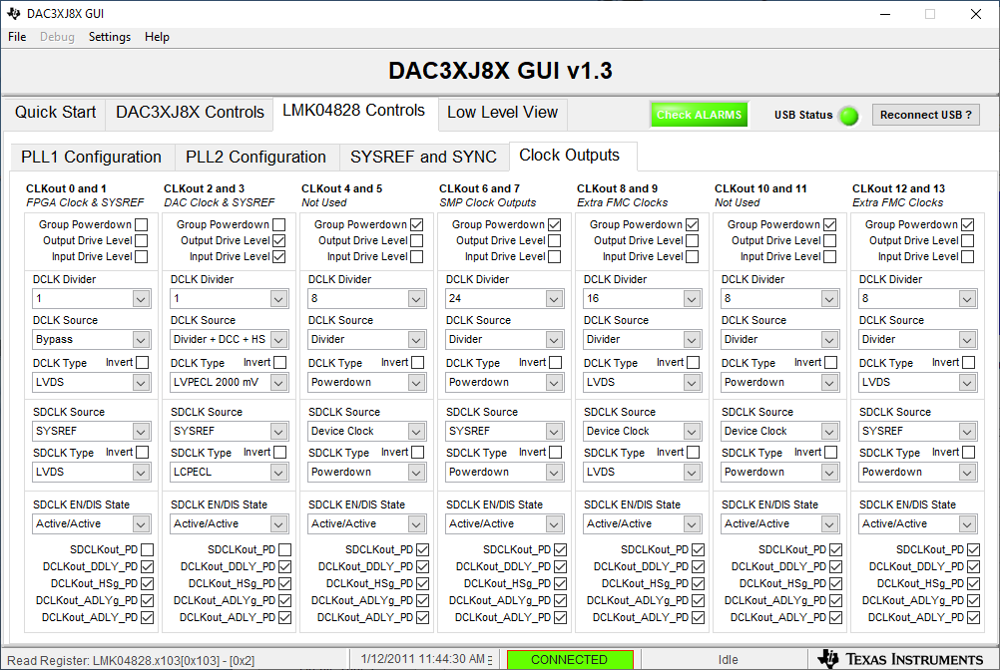 DAC3XJ8X GUI
File Debug Settings Help
DAC3XJ8X GUI v1.3
Quick Start DAC3XJ8X Controls LMK04828 Controls Low Level View Check ALARMS USB Status Reconnect USB ?
PLL1 Configuration PLL2 Configuration SYSREF and SYNC Clock Outputs
CLKout 0 and 1 CLKout 2 and 3 CLKout 4 and 5 CLKout 6 and 7 CLKout 8 and 9 CLKout 10 and 11 CLKout 12 and 13
FPGA Clock & SYSREF DAC Clock & SYSREF Not Used SMP Clock Outputs Extra FMC Clocks Not Used Extra FMC Clocks
Group Powerdown Group Powerdown Group Powerdown Group Powerdown Group Powerdown Group Powerdown Group Powerdown
Output Drive Level Output Drive Level Output Drive Level Output Drive Level Output Drive Level Output Drive Level Output Drive Level
Input Drive Level Input Drive Level Input Drive Level Input Drive Level Input Drive Level Input Drive Level Input Drive Level
DCLK Divider DCLK Divider DCLK Divider DCLK Divider DCLK Divider DCLK Divider DCLK Divider
1 1 8 24 16 8 8
DCLK Source DCLK Source DCLK Source DCLK Source DCLK Source DCLK Source DCLK Source
Bypass Divider + DCC + HS Divider Divider Divider Divider Divider
DCLK Type Invert DCLK Type Invert DCLK Type Invert DCLK Type Invert DCLK Type Invert DCLK Type Invert DCLK Type Invert
LVDS LVPECL 2000 mV Powerdown Powerdown LVDS Powerdown LVDS
SDCLK Source SDCLK Source SDCLK Source SDCLK Source SDCLK Source SDCLK Source SDCLK Source
SYSREF SYSREF Device Clock SYSREF Device Clock Device Clock SYSREF
SDCLK Type Invert SDCLK Type Invert SDCLK Type Invert SDCLK Type Invert SDCLK Type Invert SDCLK Type Invert SDCLK Type Invert
LVDS LCPECL Powerdown Powerdown LVDS Powerdown Powerdown
SDCLK EN/DIS State SDCLK EN/DIS State SDCLK EN/DIS State SDCLK EN/DIS State SDCLK EN/DIS State SDCLK EN/DIS State SDCLK EN/DIS State
Active/Active Active/Active Active/Active Active/Active Active/Active Active/Active Active/Active
SDCLKout_PD SDCLKout_PD SDCLKout_PD SDCLKout_PD SDCLKout_PD SDCLKout_PD SDCLKout_PD
DCLKout_DDLY_PD DCLKout_DDLY_PD DCLKout_DDLY_PD DCLKout_DDLY_PD DCLKout_DDLY_PD DCLKout_DDLY_PD DCLKout_DDLY_PD
DCLKout_HSg_PD DCLKout_HSg_PD DCLKout_HSg_PD DCLKout_HSg_PD DCLKout_HSg_PD DCLKout_HSg_PD DCLKout_HSg_PD
DCLKout_ADLYg_PD DCLKout_ADLYg_PD DCLKout_ADLYg_PD DCLKout_ADLYg_PD DCLKout_ADLYg_PD DCLKout_ADLYg_PD DCLKout_ADLYg_PD
DCLKout_ADLY_PD DCLKout_ADLY_PD DCLKout_ADLY_PD DCLKout_ADLY_PD DCLKout_ADLY_PD DCLKout_ADLY_PD DCLKout_ADLY_PD
Read Register: LMK04828.x103[0x103] - [0x2] 1/12/2011 11:44:30 AM CONNECTED Idle TEXAS INSTRUMENTS